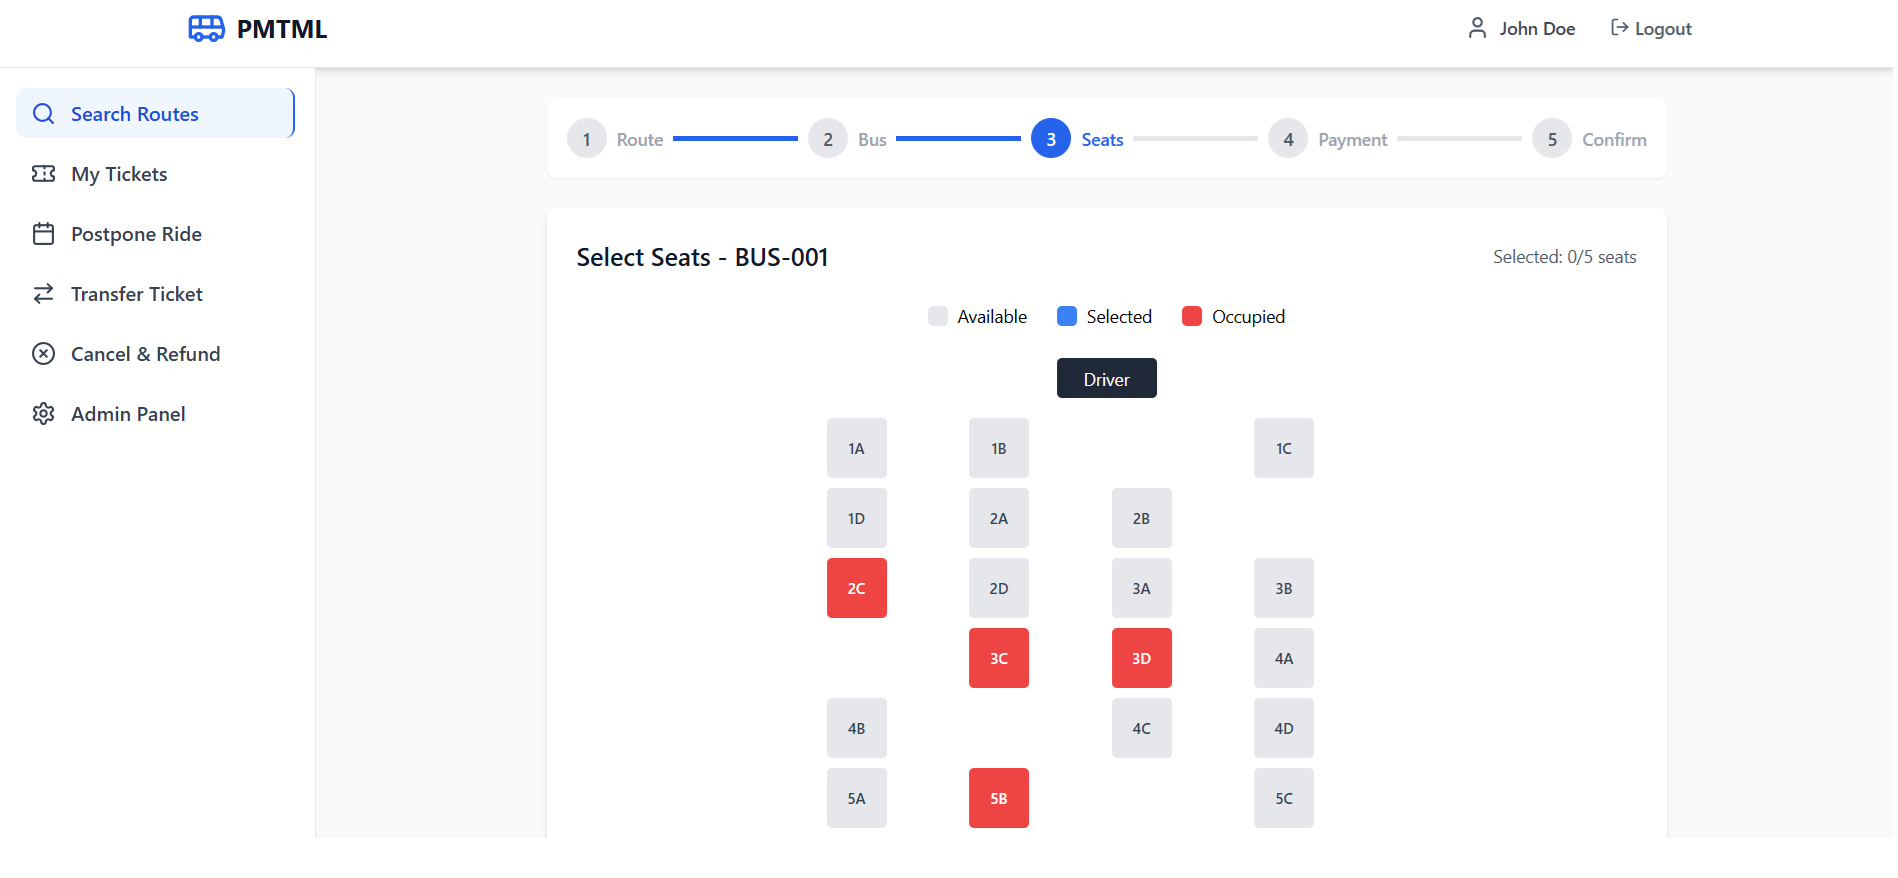 PMTML
John Doe
Logout
Search Routes
My Tickets
Postpone Ride
Transfer Ticket
Cancel & Refund
Admin Panel
1 Route 2 Bus 3 Seats 4 Payment 5 Confirm
Select Seats - BUS-001
Selected: 0/5 seats
Available Selected Occupied
Driver
1A 1B 1C
1D 2A 2B
2C 2D 3A 3B
3C 3D 4A
4B 4C 4D
5A 5B 5C